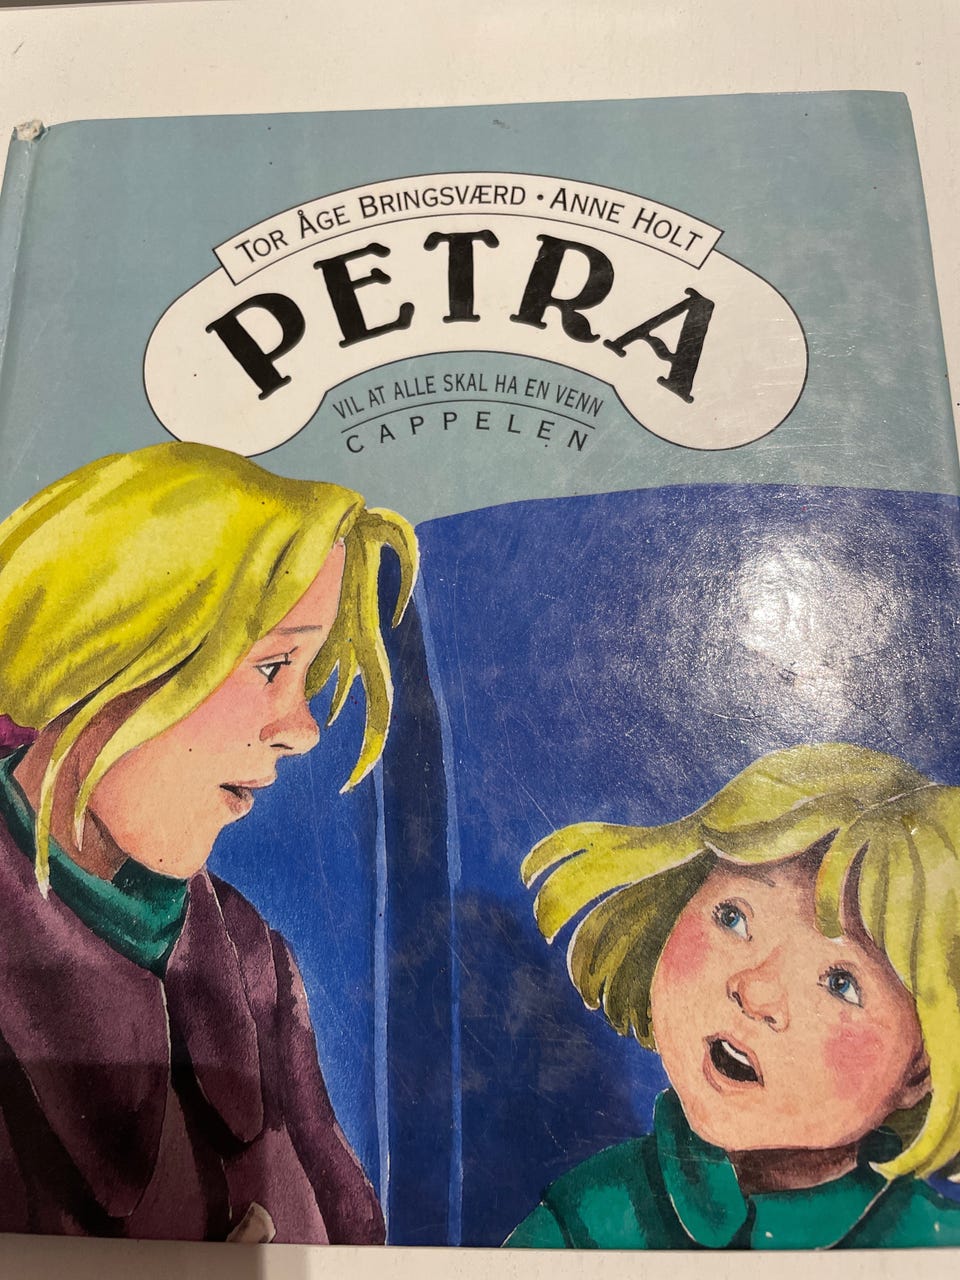 TOR ÅGE BRINGSVÆRD • ANNE HOLT
PETRA
VIL AT ALLE SKAL HA EN VENN
CAPPELEN